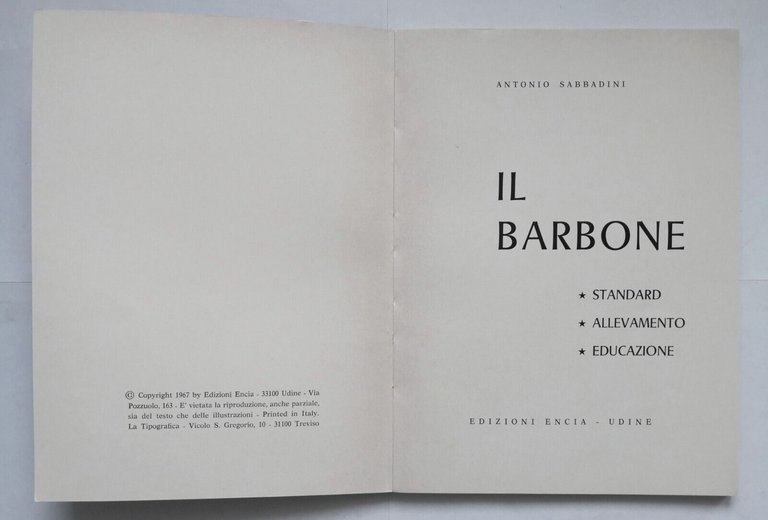 © Copyright 1967 by Edizioni Encia - 33100 Udine - Via
Pozzuolo, 163 - E' vietata la riproduzione, anche parziale,
sia del testo che delle illustrazioni - Printed in Italy.
La Tipografica - Vicolo S. Gregorio, 10 - 31100 Treviso
ANTONIO SABBADINI
IL
BARBONE
★ STANDARD
★ ALLEVAMENTO
★ EDUCAZIONE
EDIZIONI ENCIA - UDINE